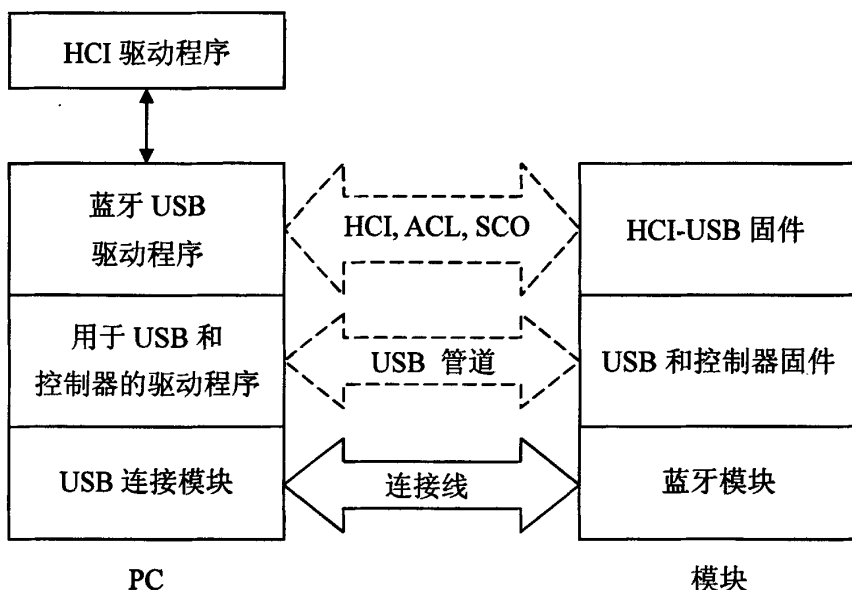 HCI 驱动程序
蓝牙 USB
驱动程序
HCI, ACL, SCO
HCI-USB 固件
用于 USB 和
控制器的驱动程序
USB 管道
USB 和控制器固件
USB 连接模块
连接线
蓝牙模块
PC
模块